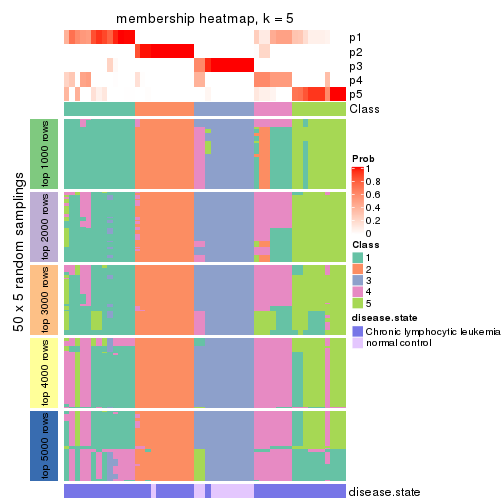 membership heatmap, k = 5
p1
p2
p3
p4
p5
Class
50 x 5 random samplings
top 1000 rows
top 2000 rows
top 3000 rows
top 4000 rows
top 5000 rows
disease.state
Prob
1
0.8
0.6
0.4
0.2
0
Class
1
2
3
4
5
disease.state
Chronic lymphocytic leukemia
normal control